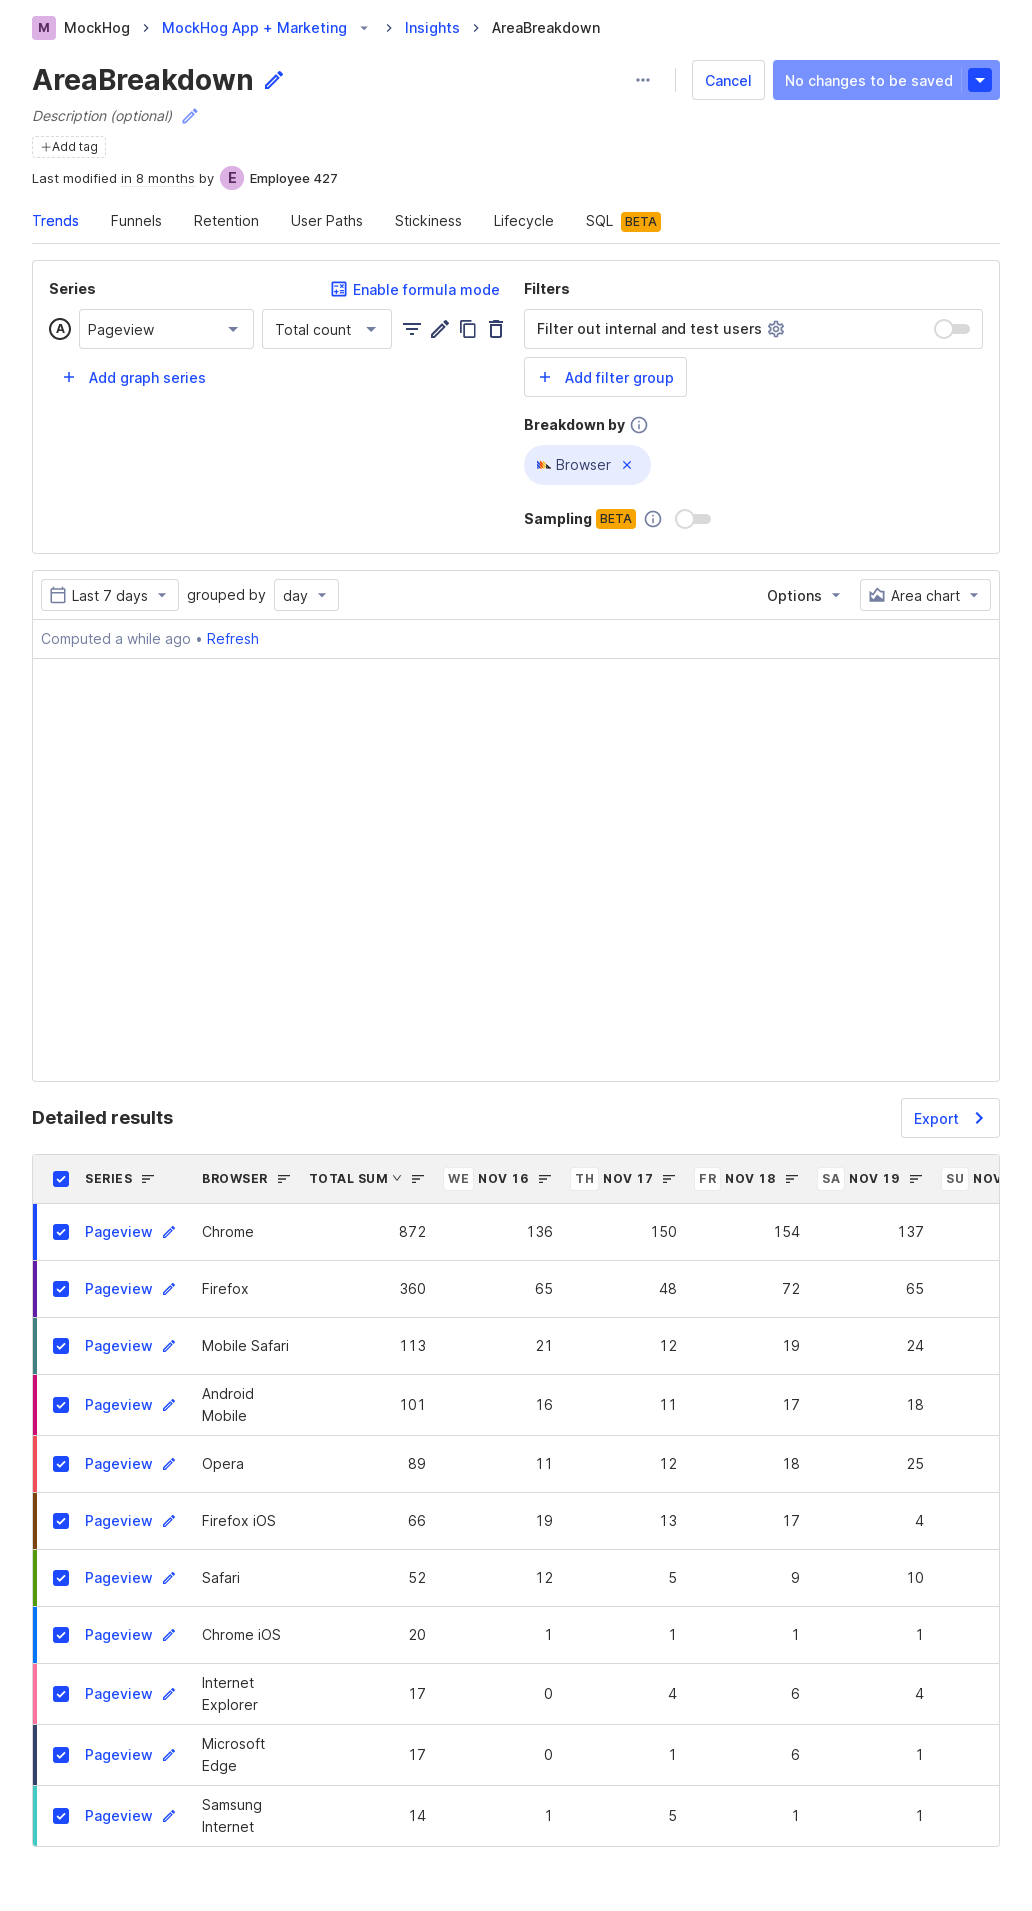 M MockHog MockHog App + Marketing Insights AreaBreakdown
AreaBreakdown
Cancel
No changes to be saved
Description (optional)
Add tag
Last modified in 8 months by E Employee 427
Trends Funnels Retention User Paths Stickiness Lifecycle SQL BETA
Series
Enable formula mode
A Pageview Total count
Add graph series
Filters
Filter out internal and test users
Add filter group
Breakdown by
Browser
Sampling BETA
Last 7 days grouped by day Options Area chart
Computed a while ago • Refresh
Detailed results
Export
SERIES BROWSER TOTAL SUM WE NOV 16 TH NOV 17 FR NOV 18 SA NOV 19 SU NOV
Pageview Chrome 872 136 150 154 137
Pageview Firefox 360 65 48 72 65
Pageview Mobile Safari 113 21 12 19 24
Pageview Android Mobile 101 16 11 17 18
Pageview Opera 89 11 12 18 25
Pageview Firefox iOS 66 19 13 17 4
Pageview Safari 52 12 5 9 10
Pageview Chrome iOS 20 1 1 1 1
Pageview Internet Explorer 17 0 4 6 4
Pageview Microsoft Edge 17 0 1 6 1
Pageview Samsung Internet 14 1 5 1 1